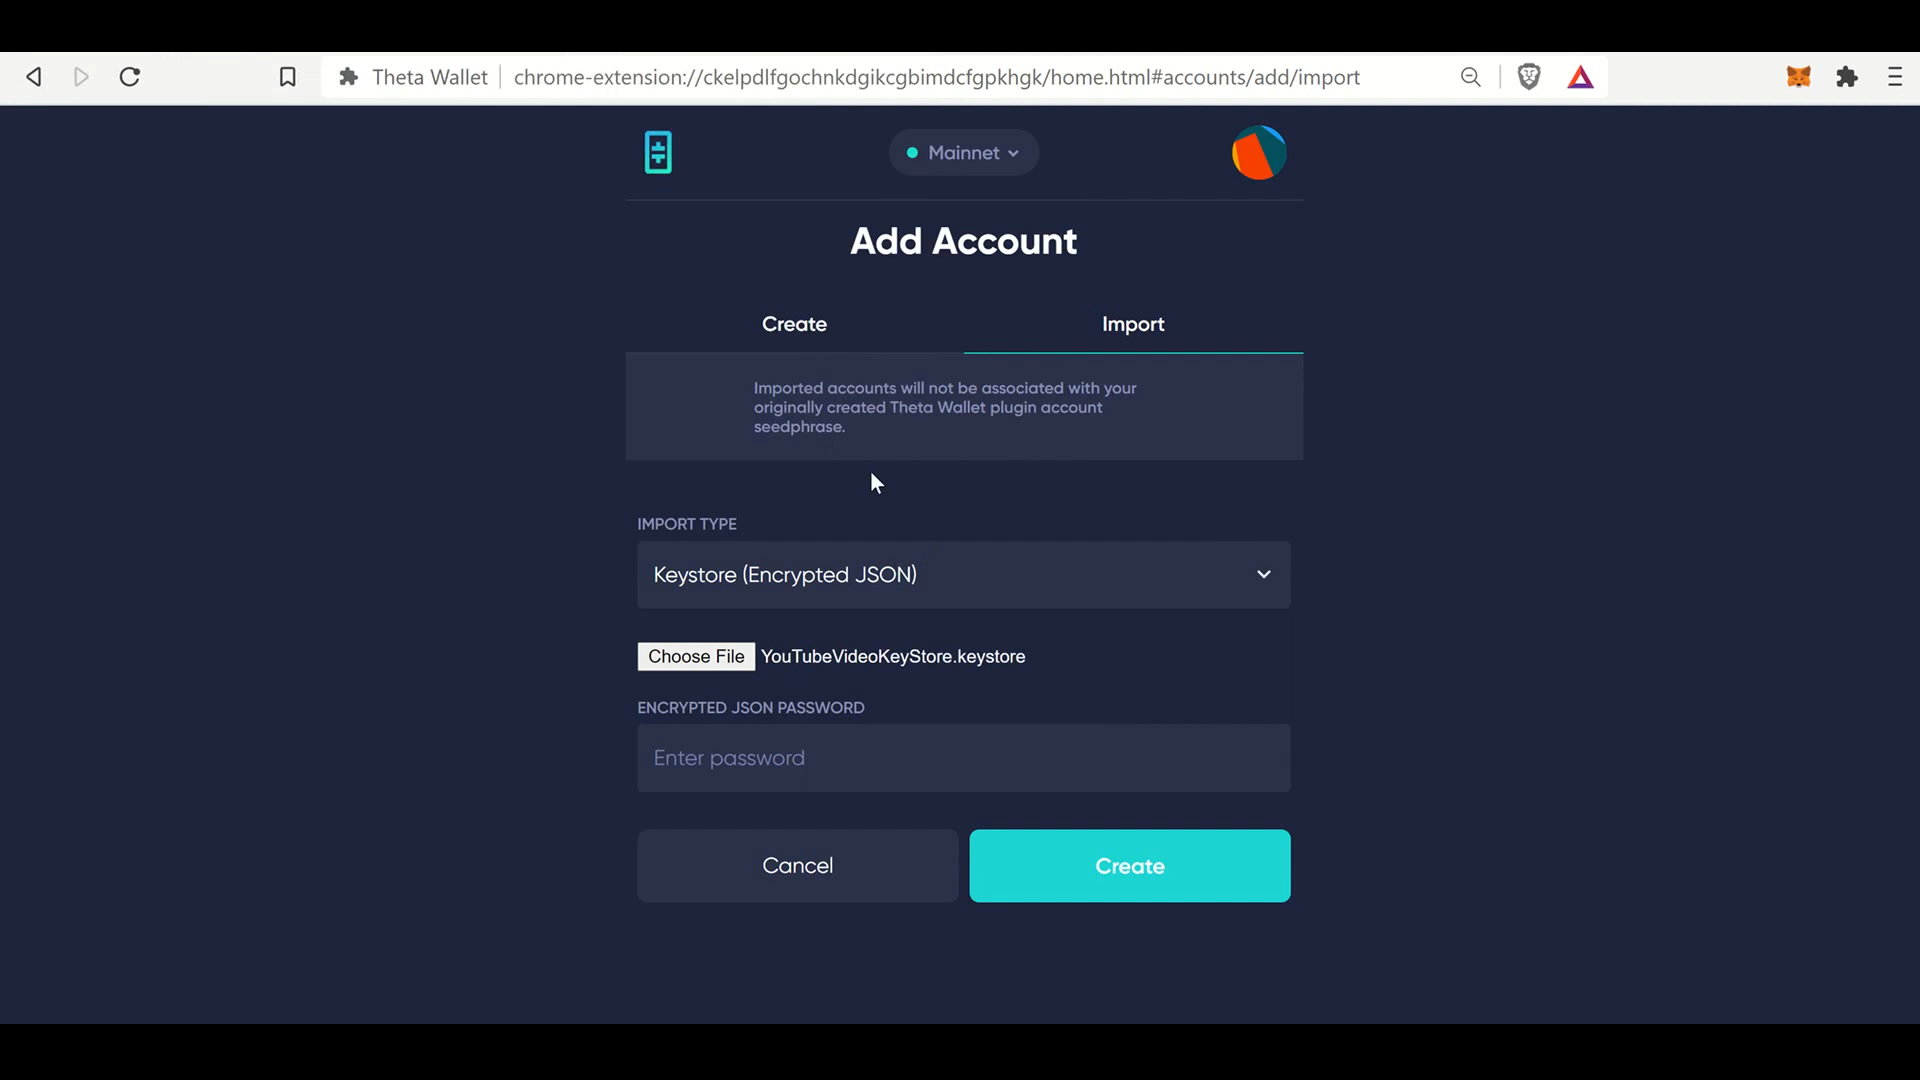 Theta Wallet
chrome-extension://ckelpdlfgochnkdgikcgbimdcfgpkhgk/home.html#accounts/add/import
Mainnet
Add Account
Create
Import
Imported accounts will not be associated with your
originally created Theta Wallet plugin account
seedphrase.
IMPORT TYPE
Keystore (Encrypted JSON)
Choose File YouTubeVideoKeyStore.keystore
ENCRYPTED JSON PASSWORD
Enter password
Cancel
Create